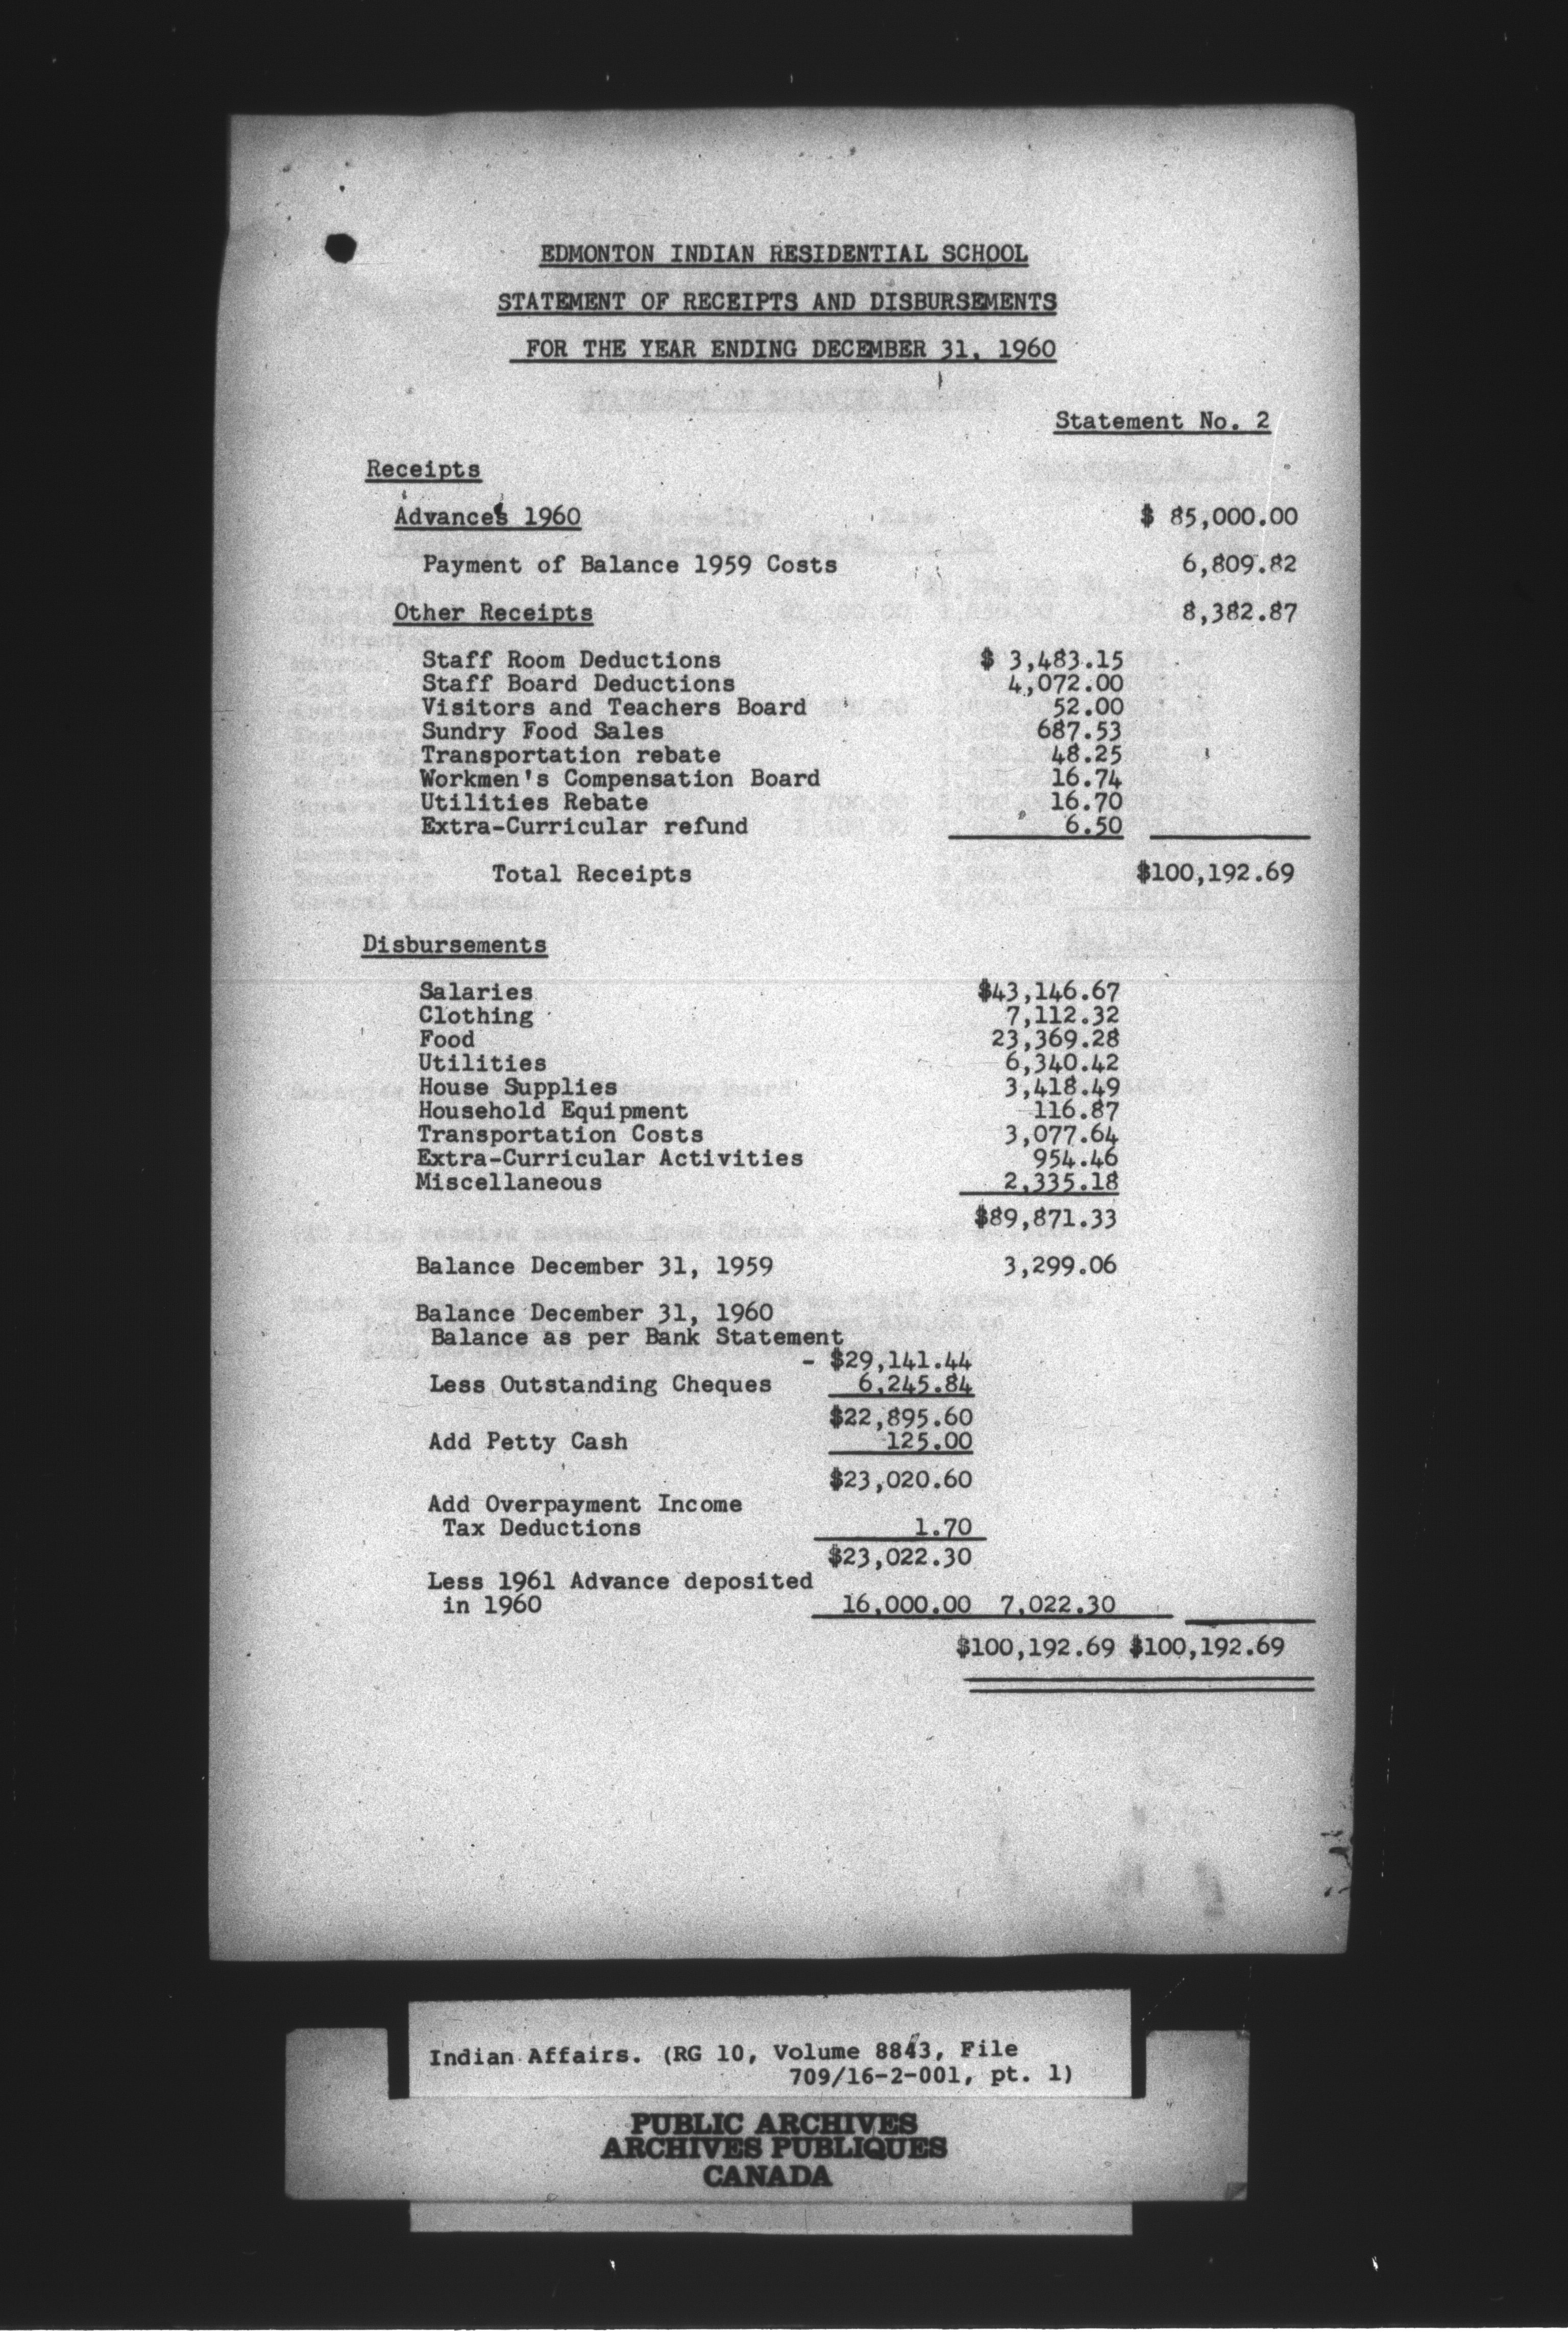 EDMONTON INDIAN RESIDENTIAL SCHOOL
STATEMENT OF RECEIPTS AND DISBURSEMENTS
FOR THE YEAR ENDING DECEMBER 31, 1960
Statement No. 2
Receipts
Advances 1960 $ 85,000.00
Payment of Balance 1959 Costs 6,809.82
Other Receipts 8,382.87
Staff Room Deductions $ 3,483.15
Staff Board Deductions 4,072.00
Visitors and Teachers Board 52.00
Sundry Food Sales 687.53
Transportation rebate 48.25
Workmen's Compensation Board 16.74
Utilities Rebate 16.70
Extra-Curricular refund 6.50
Total Receipts $100,192.69
Disbursements
Salaries $43,146.67
Clothing 7,112.32
Food 23,369.28
Utilities 6,340.42
House Supplies 3,418.49
Household Equipment 116.87
Transportation Costs 3,077.64
Extra-Curricular Activities 954.46
Miscellaneous 2,335.18
$89,871.33
Balance December 31, 1959 3,299.06
Balance December 31, 1960
Balance as per Bank Statement
- $29,141.44
Less Outstanding Cheques 6,245.84
$22,895.60
Add Petty Cash 125.00
$23,020.60
Add Overpayment Income
Tax Deductions 1.70
$23,022.30
Less 1961 Advance deposited
in 1960 16,000.00 7,022.30
$100,192.69 $100,192.69
Indian Affairs. (RG 10, Volume 8843, File
709/16-2-001, pt. 1)
PUBLIC ARCHIVES
ARCHIVES PUBLIQUES
CANADA